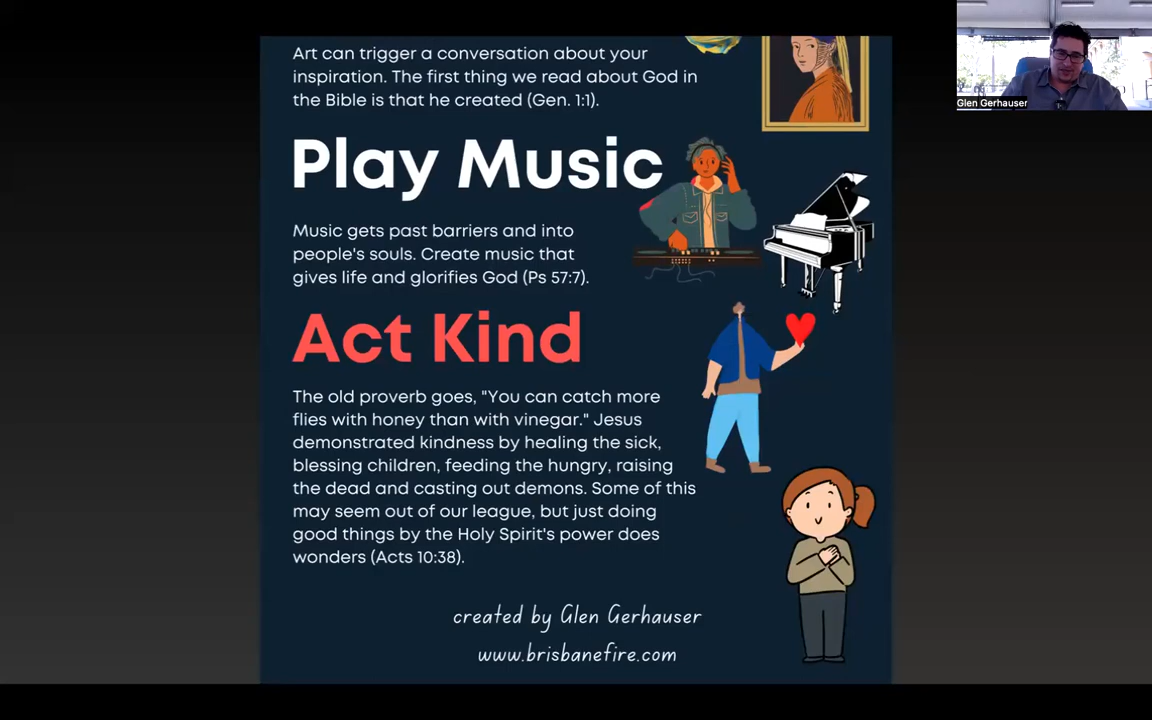 Art can trigger a conversation about your
inspiration. The first thing we read about God in
the Bible is that he created (Gen. 1:1).
Play Music
Music gets past barriers and into
people's souls. Create music that
gives life and glorifies God (Ps 57:7).
Act Kind
The old proverb goes, "You can catch more
flies with honey than with vinegar." Jesus
demonstrated kindness by healing the sick,
blessing children, feeding the hungry, raising
the dead and casting out demons. Some of this
may seem out of our league, but just doing
good things by the Holy Spirit's power does
wonders (Acts 10:38).
created by Glen Gerhauser
www.brisbanefire.com
Glen Gerhauser